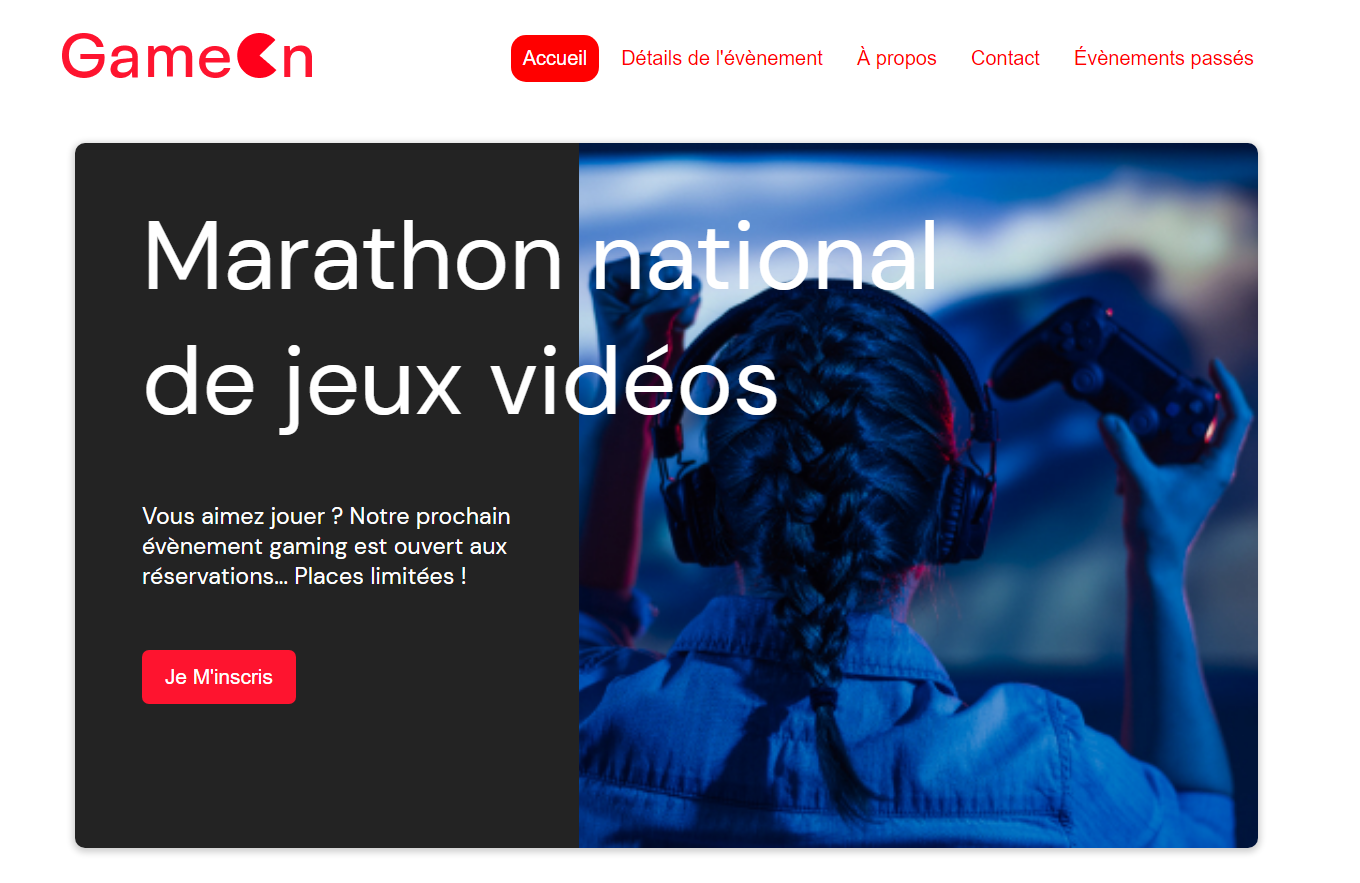 GameOn
Accueil Détails de l'évènement À propos Contact Évènements passés
Marathon national
de jeux vidéos
Vous aimez jouer ? Notre prochain
évènement gaming est ouvert aux
réservations... Places limitées !
Je M'inscris